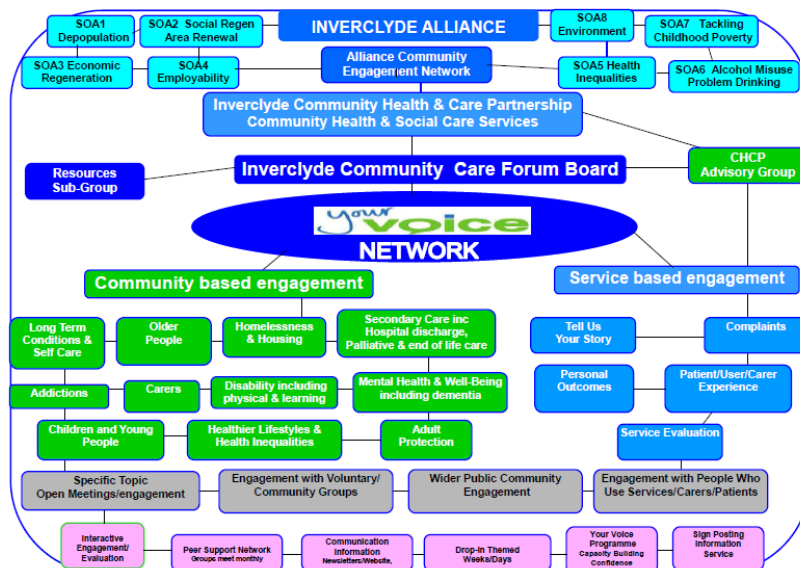 SOA1
Depopulation
SOA2 Social Regen
Area Renewal
INVERCLYDE ALLIANCE
SOA8
Environment
SOA7 Tackling
Childhood Poverty
SOA3 Economic
Regeneration
SOA4
Employability
Alliance Community
Engagement Network
SOA5 Health
Inequalities
SOA6 Alcohol Misuse
Problem Drinking
Inverclyde Community Health & Care Partnership
Community Health & Social Care Services
Resources
Sub-Group
Inverclyde Community Care Forum Board
CHCP
Advisory Group
your voice
NETWORK
Community based engagement
Service based engagement
Long Term
Conditions &
Self Care
Older
People
Homelessness
& Housing
Secondary Care inc
Hospital discharge,
Palliative & end of life care
Tell Us
Your Story
Complaints
Addictions
Carers
Disability including
physical & learning
Mental Health & Well-Being
including dementia
Personal
Outcomes
Patient/User/Carer
Experience
Children and Young
People
Healthier Lifestyles &
Health Inequalities
Adult
Protection
Service Evaluation
Specific Topic
Open Meetings/engagement
Engagement with Voluntary/
Community Groups
Wider Public Community
Engagement
Engagement with People Who
Use Services/Carers/Patients
Interactive
Engagement/
Evaluation
Peer Support Network
Groups meet monthly
Communication
Information
Newsletters/Website,
Drop-In Themed
Weeks/Days
Your Voice
Programme
Capacity Building
Confidence
Sign Posting
Information
Service